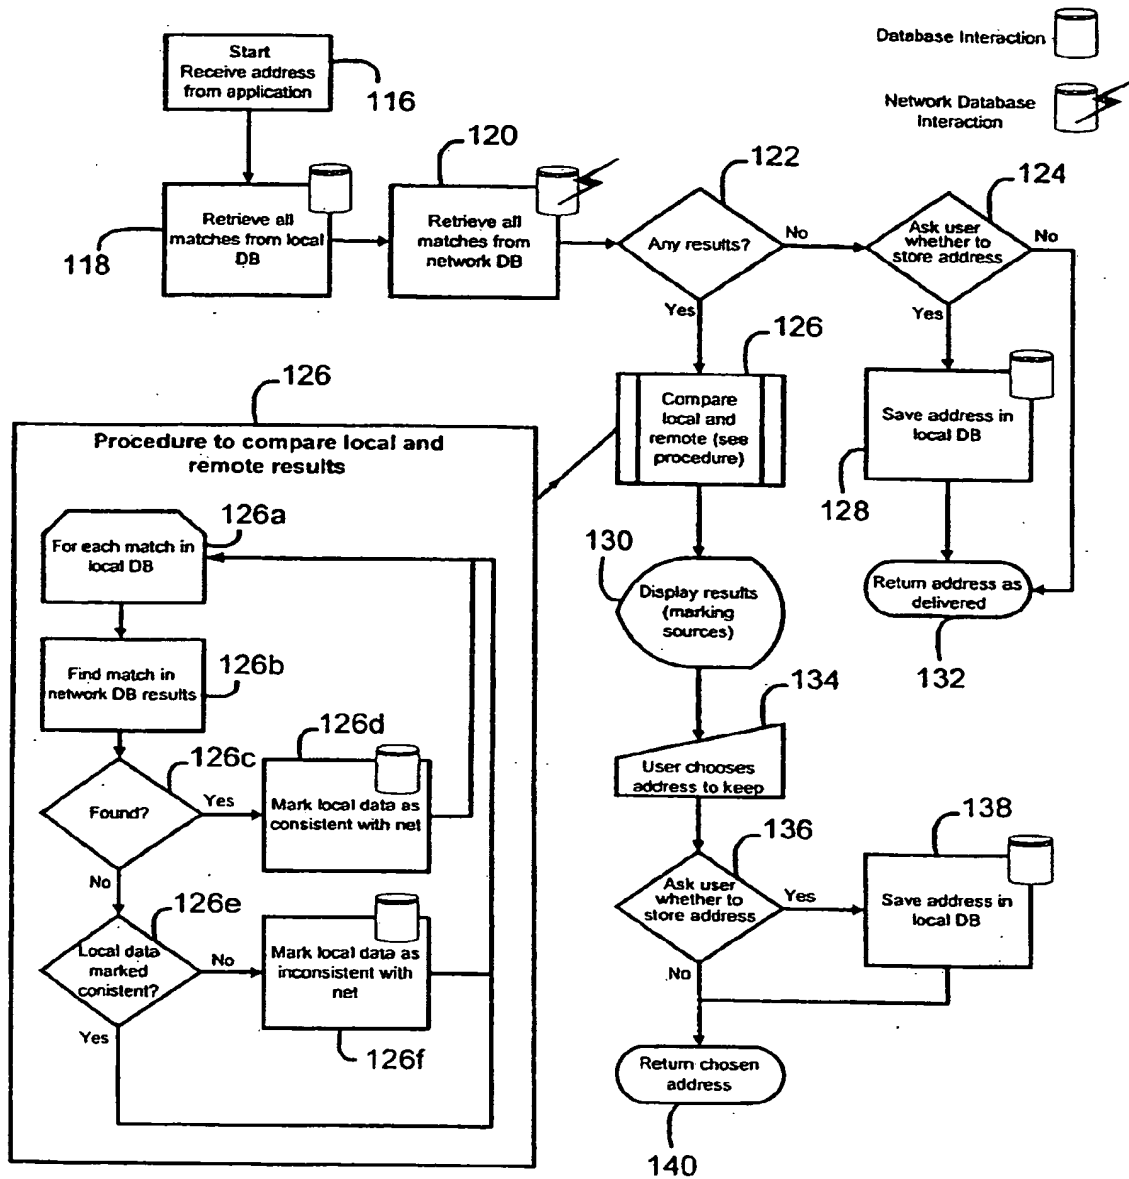 Start
Receive address
from application
116
Database Interaction
Network Database
Interaction
118
Retrieve all
matches from local
DB
120
Retrieve all
matches from
network DB
122
Any results?
No
Yes
124
Ask user
whether to
store address
No
Yes
126
Compare
local and
remote (see
procedure)
Save address in
local DB
128
Return address as
delivered
132
130
Display results
(marking
sources)
134
User chooses
address to keep
136
Ask user
whether to
store address
Yes
No
138
Save address in
local DB
Return chosen
address
140
126
Procedure to compare local and
remote results
126a
For each match in
local DB
126b
Find match in
network DB results
126c
Found?
Yes
No
126d
Mark local data as
consistent with net
126e
Local data
marked
conistent?
No
Yes
Mark local data as
inconsistent with
net
126f